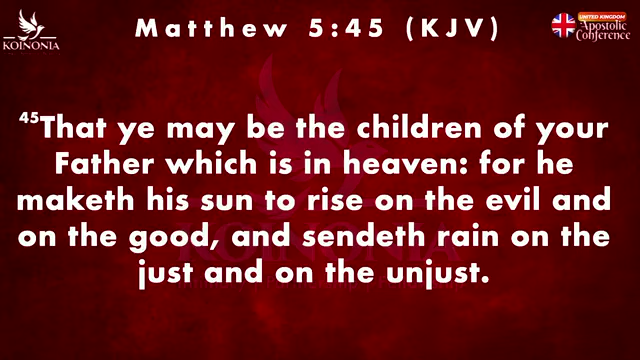 Matthew 5:45 (KJV)
KOINONIA
UNITED KINGDOM
Apostolic
Conference
45That ye may be the children of your
Father which is in heaven: for he
maketh his sun to rise on the evil and
on the good, and sendeth rain on the
just and on the unjust.
KOINONIA